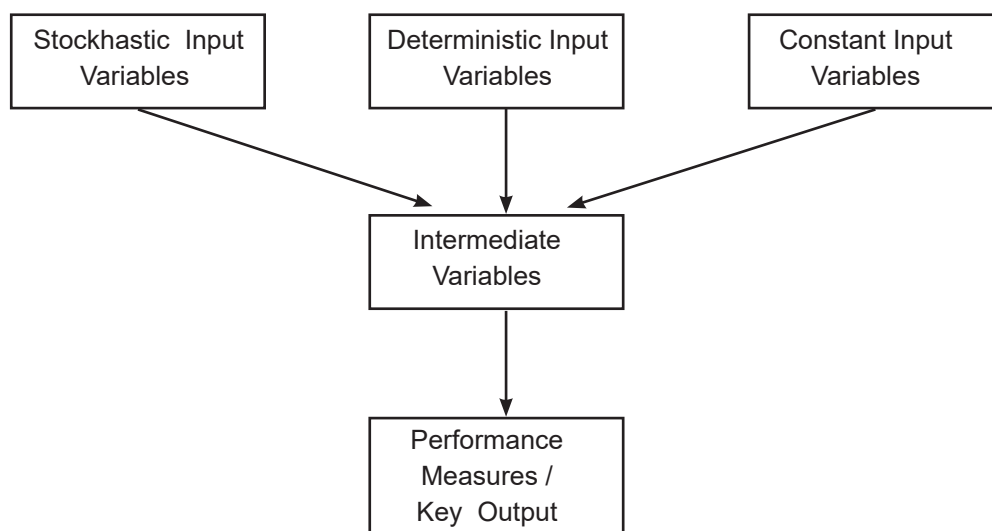 Stockhastic Input
Variables
Deterministic Input
Variables
Constant Input
Variables
Intermediate
Variables
Performance
Measures /
Key Output